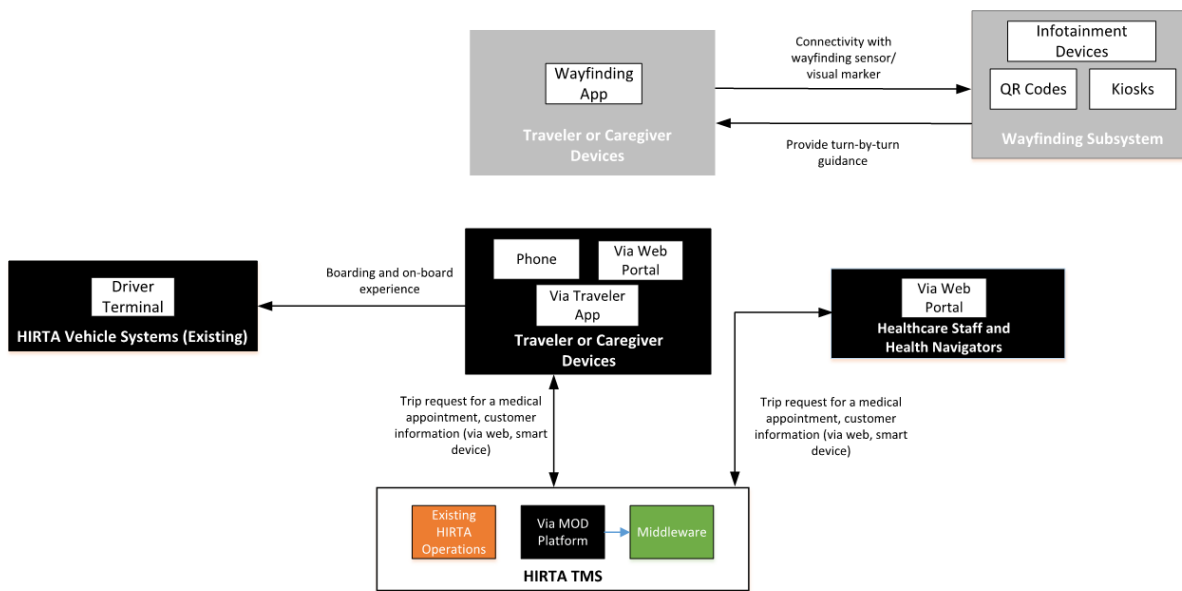 Infotainment
Devices
QR Codes
Kiosks
Wayfinding Subsystem
Connectivity with
wayfinding sensor/
visual marker
Wayfinding
App
Traveler or Caregiver
Devices
Provide turn-by-turn
guidance
Phone
Via Web
Portal
Via Traveler
App
Traveler or Caregiver
Devices
Boarding and on-board
experience
Driver
Terminal
HIRTA Vehicle Systems (Existing)
Via Web
Portal
Healthcare Staff and
Health Navigators
Trip request for a medical
appointment, customer
information (via web, smart
device)
Trip request for a medical
appointment, customer
information (via web, smart
device)
Existing
HIRTA
Operations
Via MOD
Platform
Middleware
HIRTA TMS